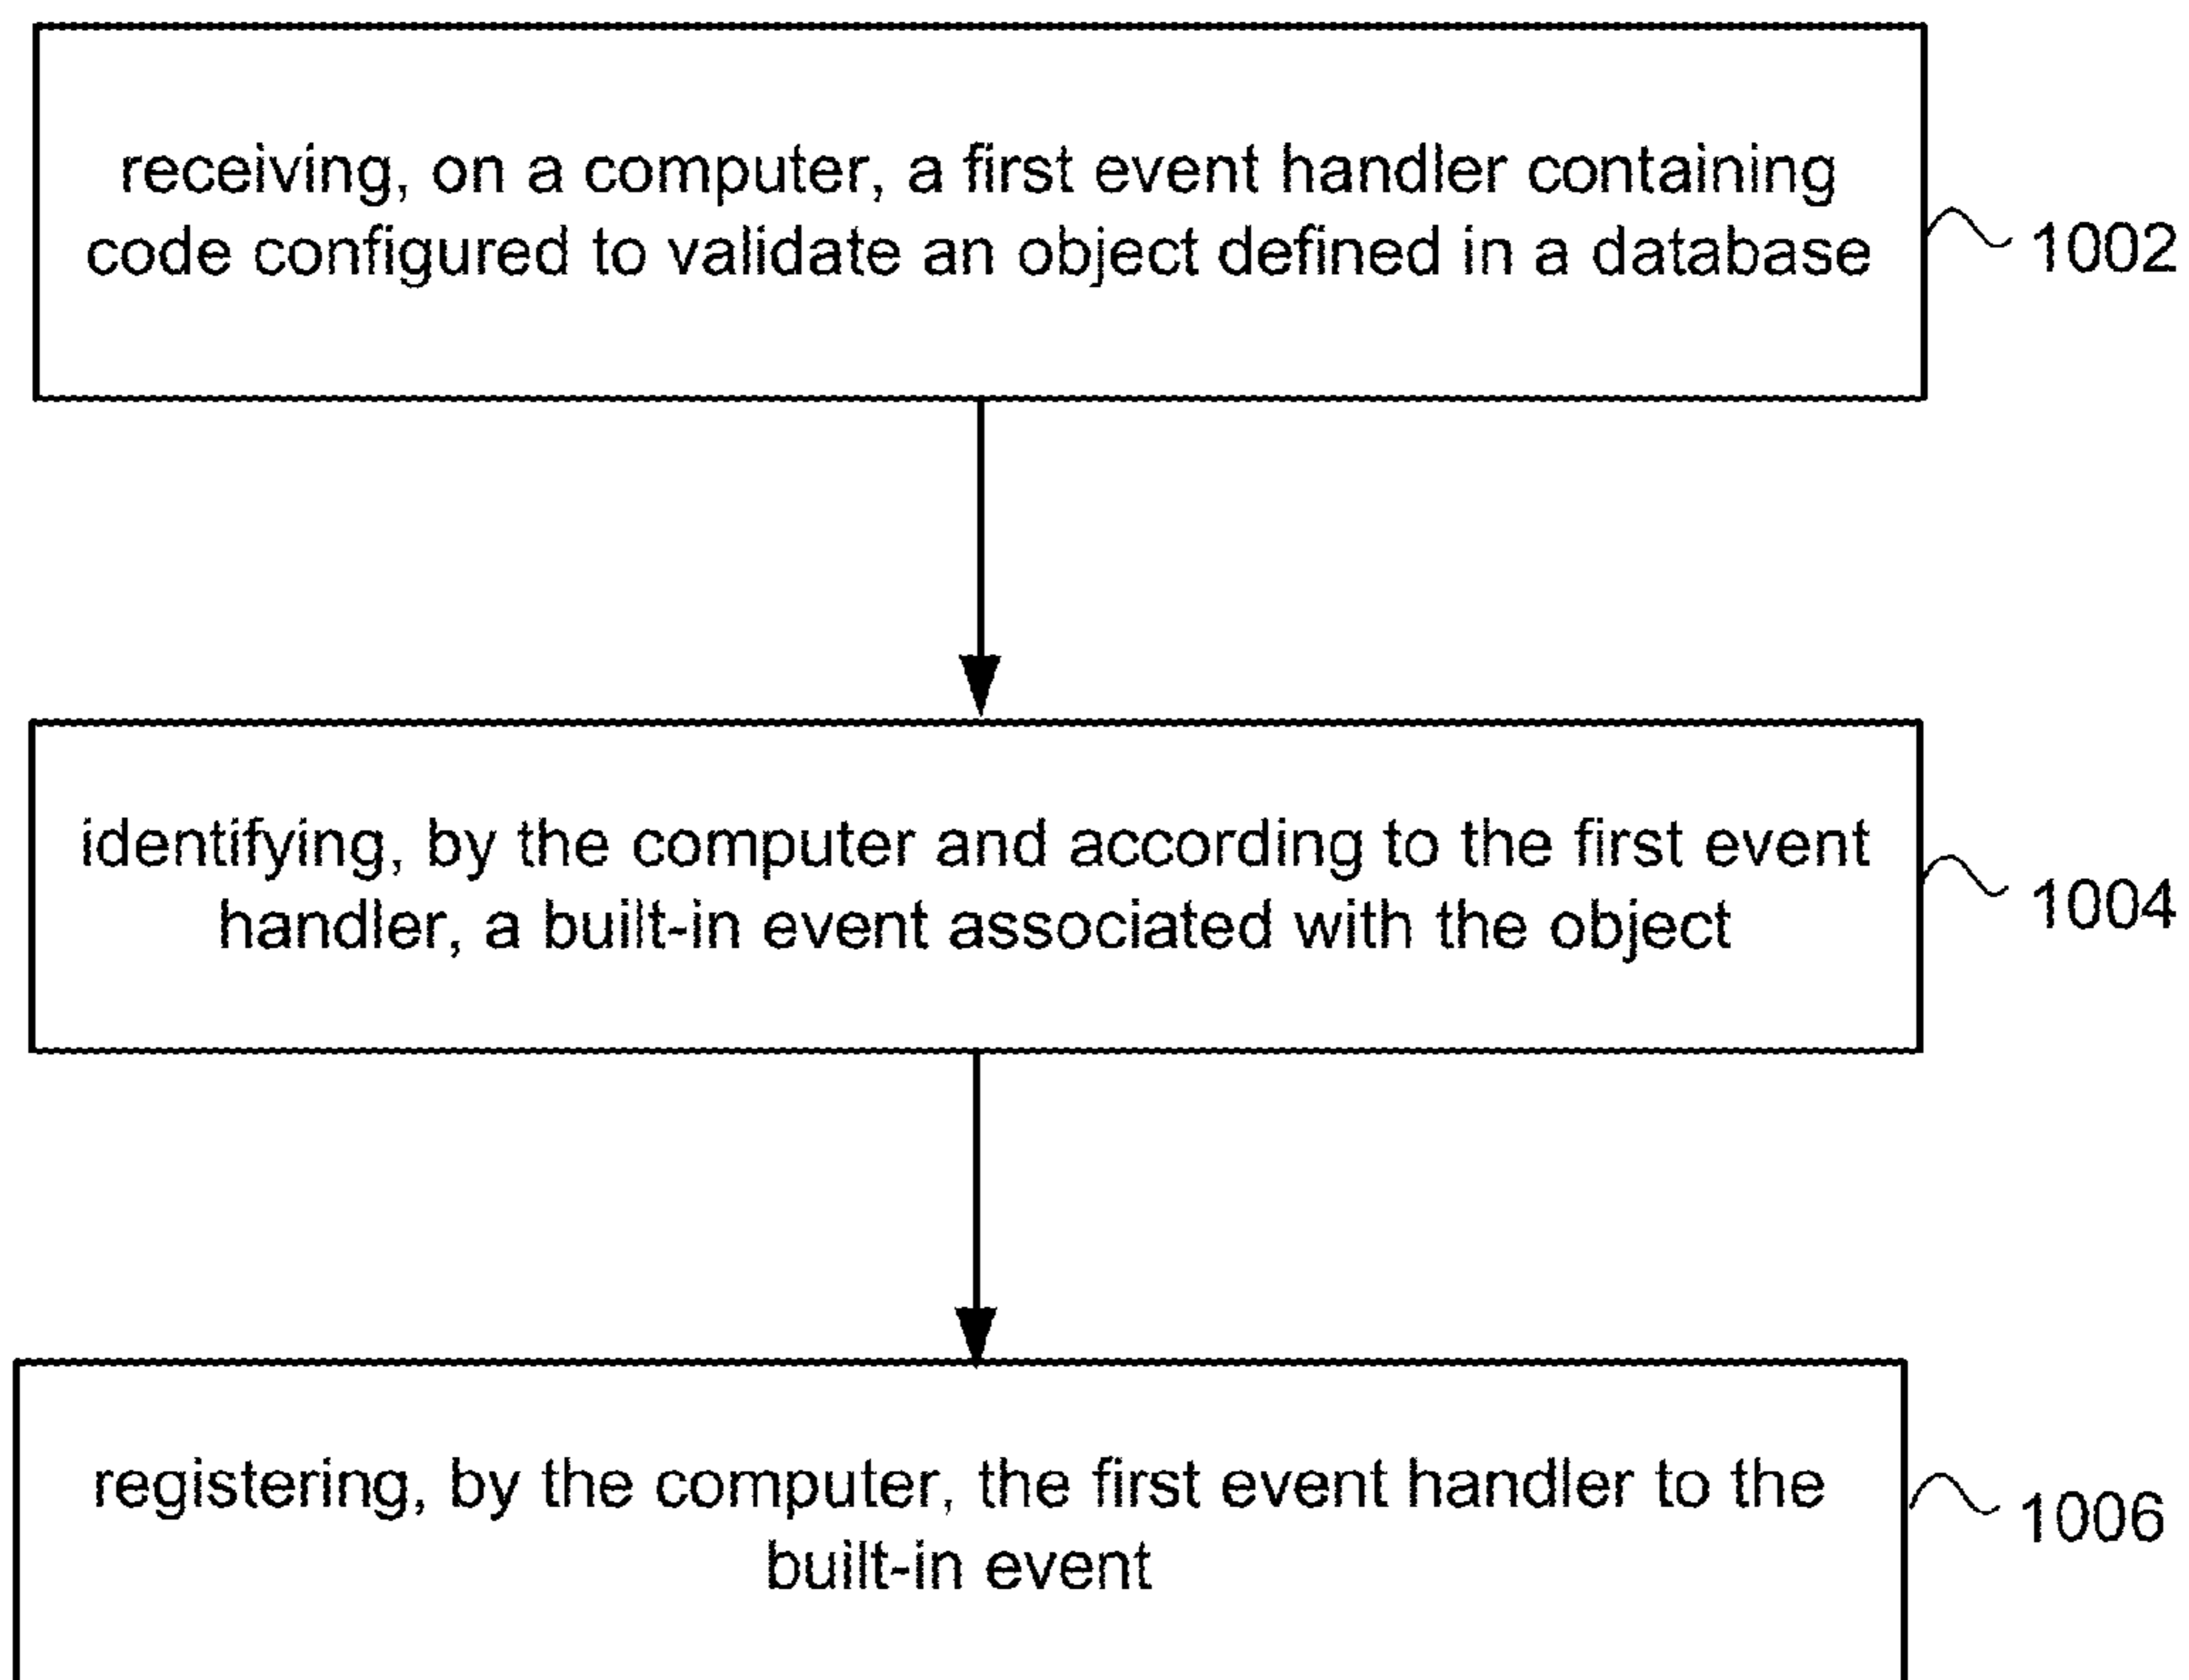 receiving, on a computer, a first event handler containing
code configured to validate an object defined in a database
1002
identifying, by the computer and according to the first event
handler, a built-in event associated with the object
1004
registering, by the computer, the first event handler to the
built-in event
1006